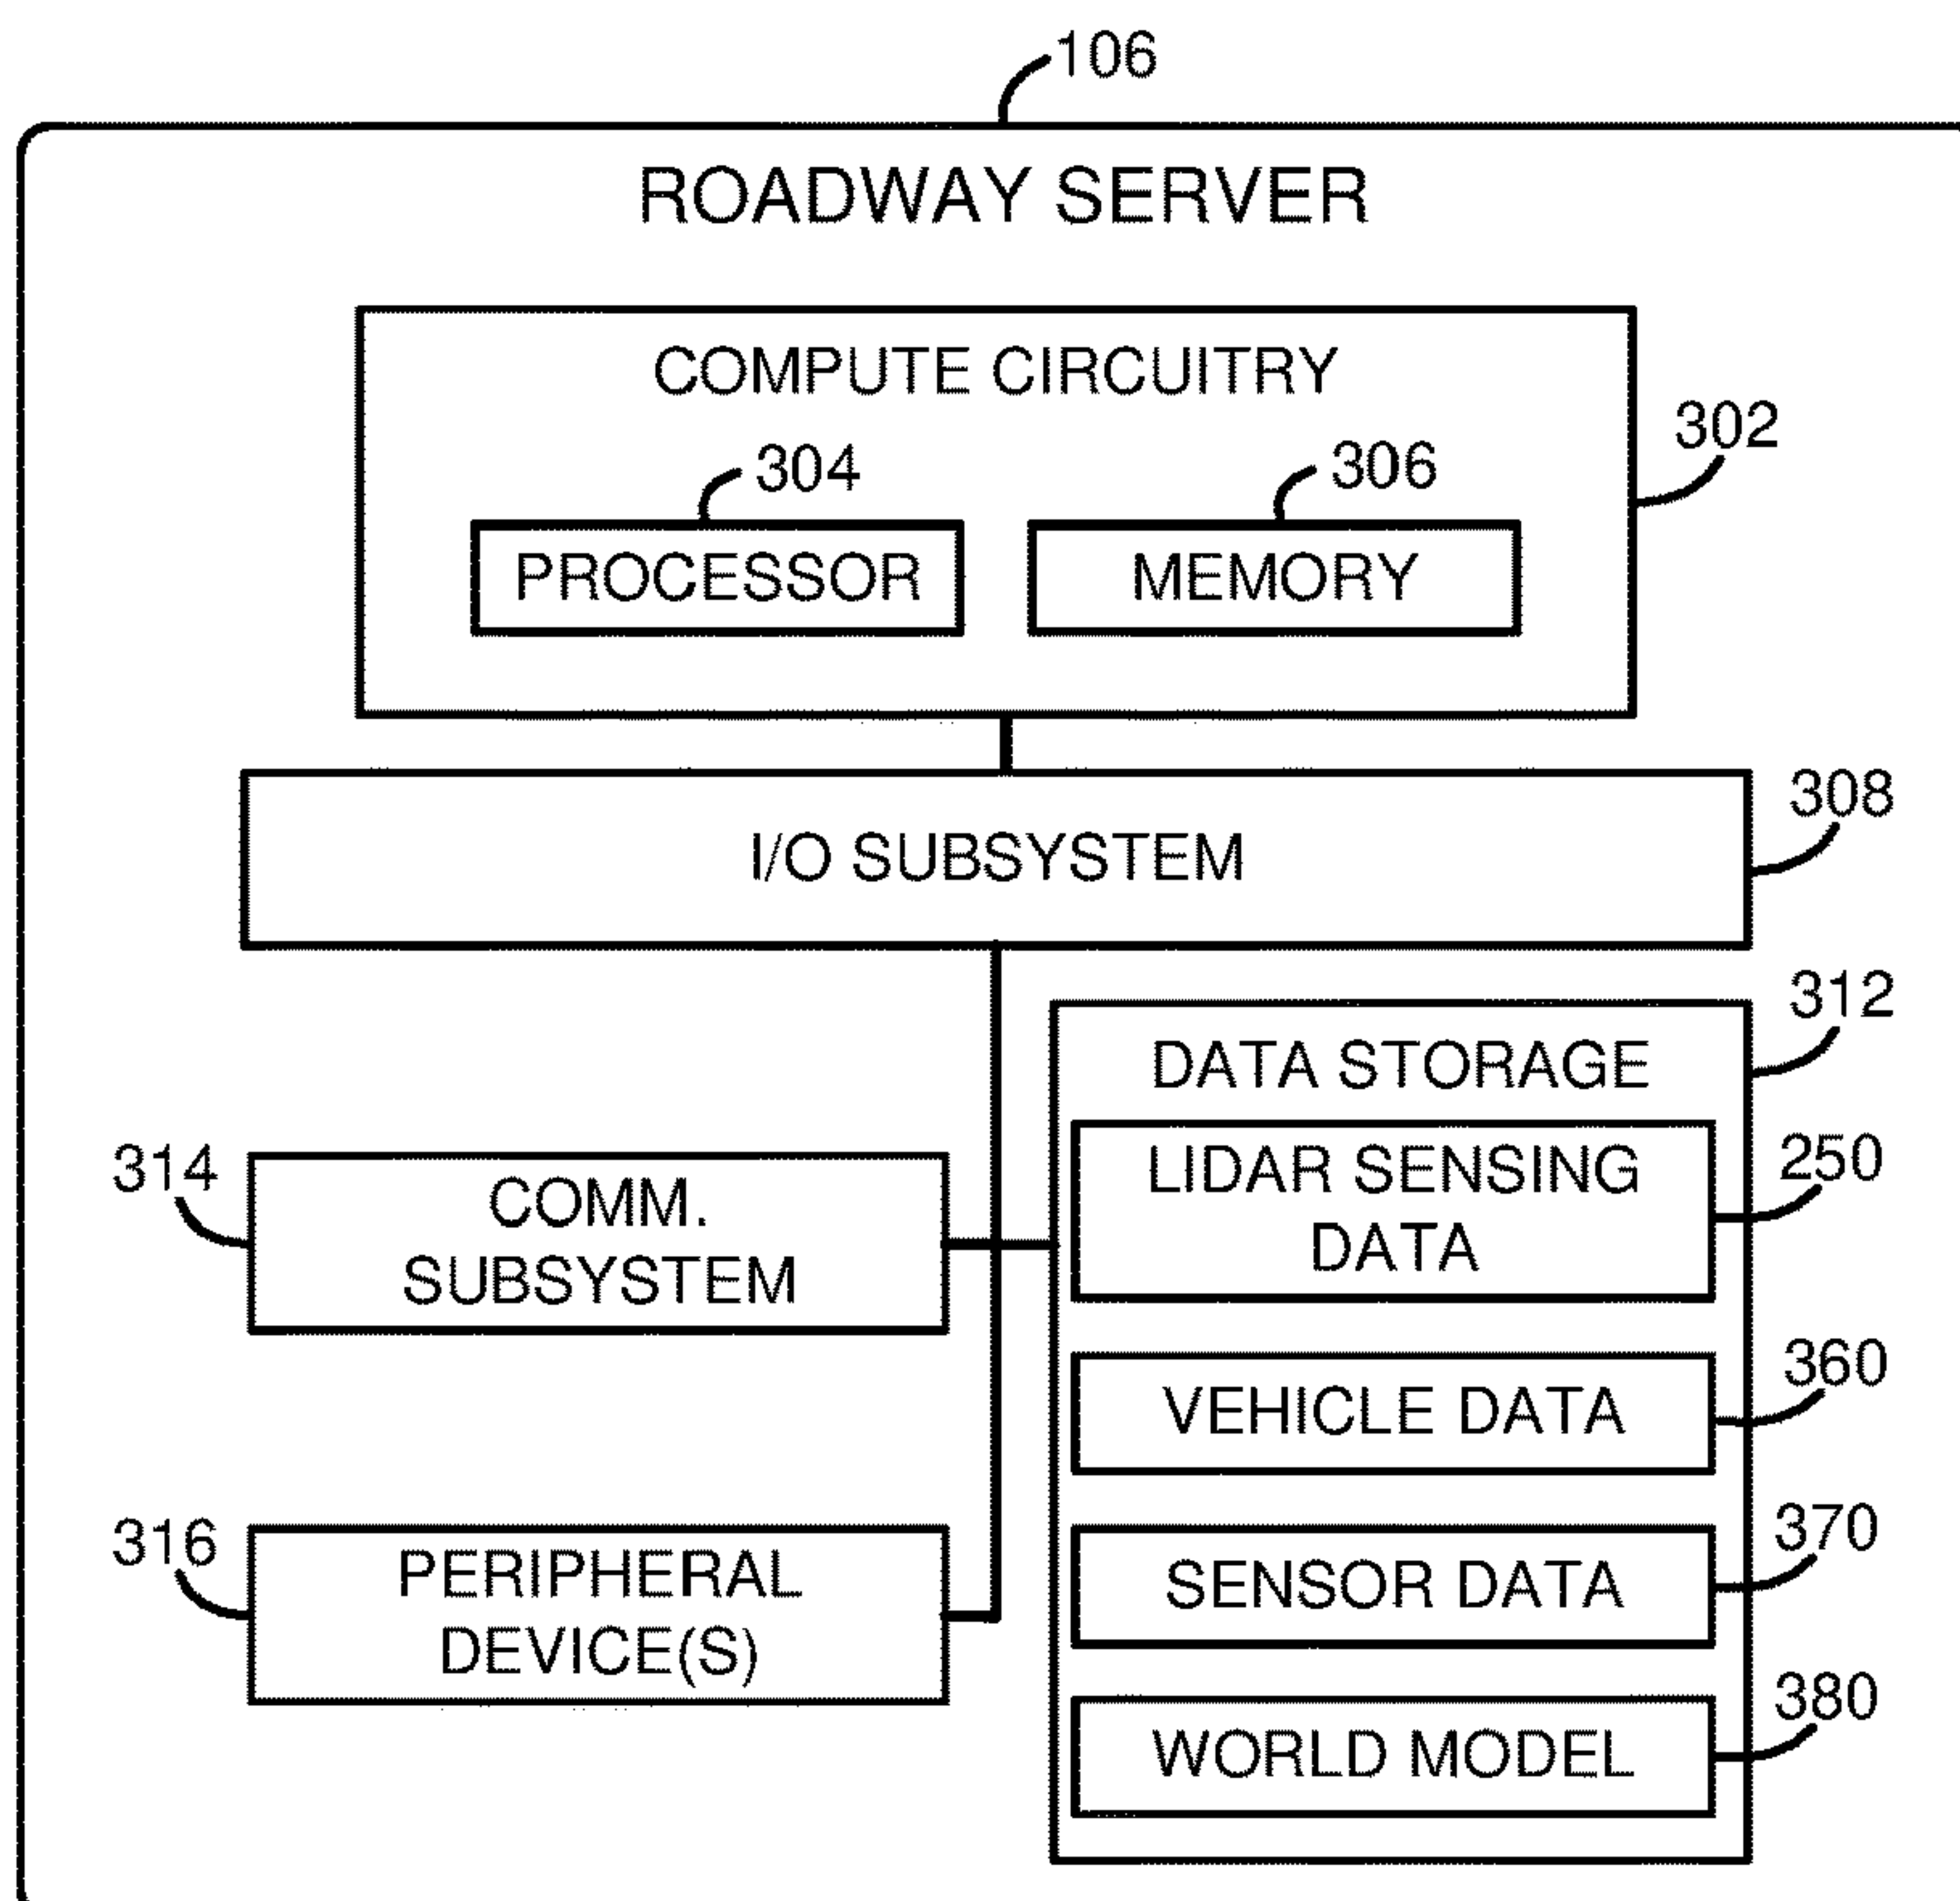 106
ROADWAY SERVER
COMPUTE CIRCUITRY
302
304
306
PROCESSOR
MEMORY
308
I/O SUBSYSTEM
312
DATA STORAGE
314
COMM.
SUBSYSTEM
LIDAR SENSING
DATA
250
VEHICLE DATA
360
316
PERIPHERAL
DEVICE(S)
SENSOR DATA
370
WORLD MODEL
380